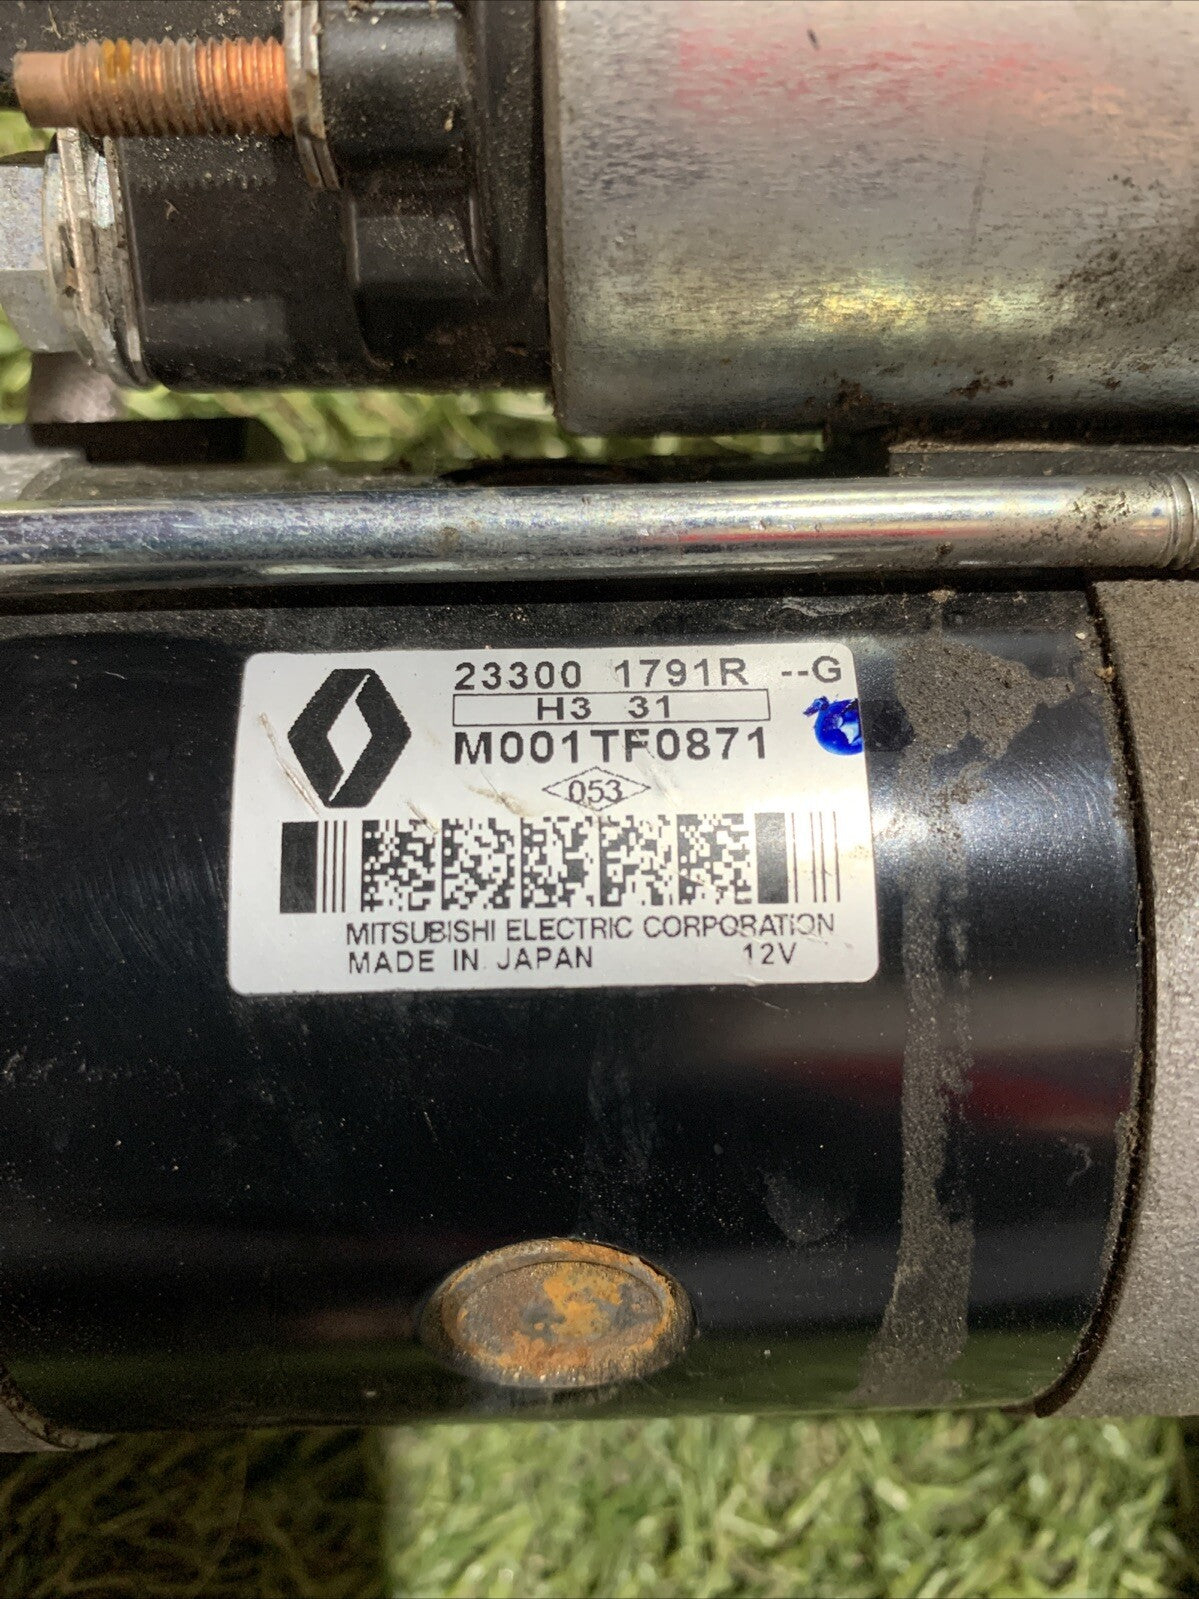 23300 1791R --G
H3 31
M001TF0871
053
MITSUBISHI ELECTRIC CORPORATION
MADE IN JAPAN 12V